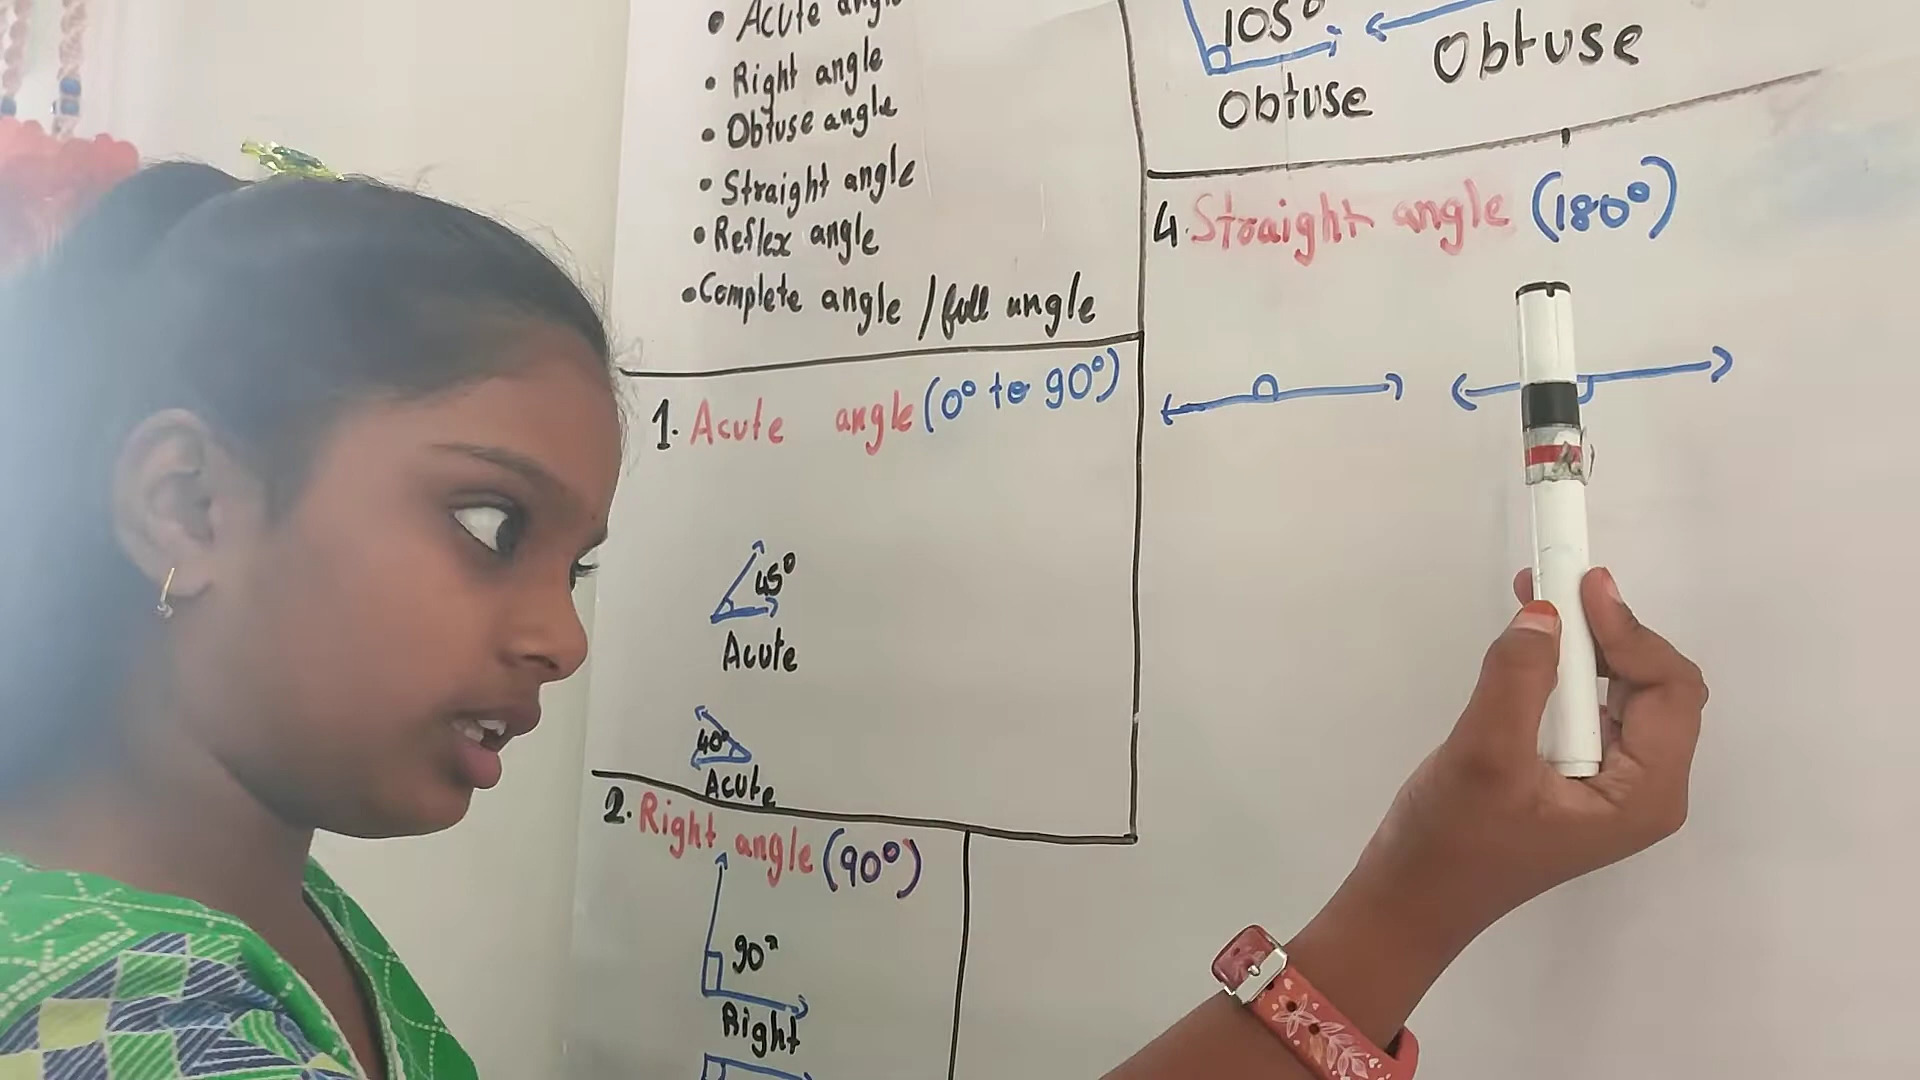 • Acute angle
• Right angle
• Obtuse angle
• Straight angle
• Reflex angle
• Complete angle / full angle
1. Acute angle (0° to 90°)
45°
Acute
40°
Acute
2. Right angle (90°)
90°
Right
105°
Obtuse
Obtuse
4. Straight angle (180°)